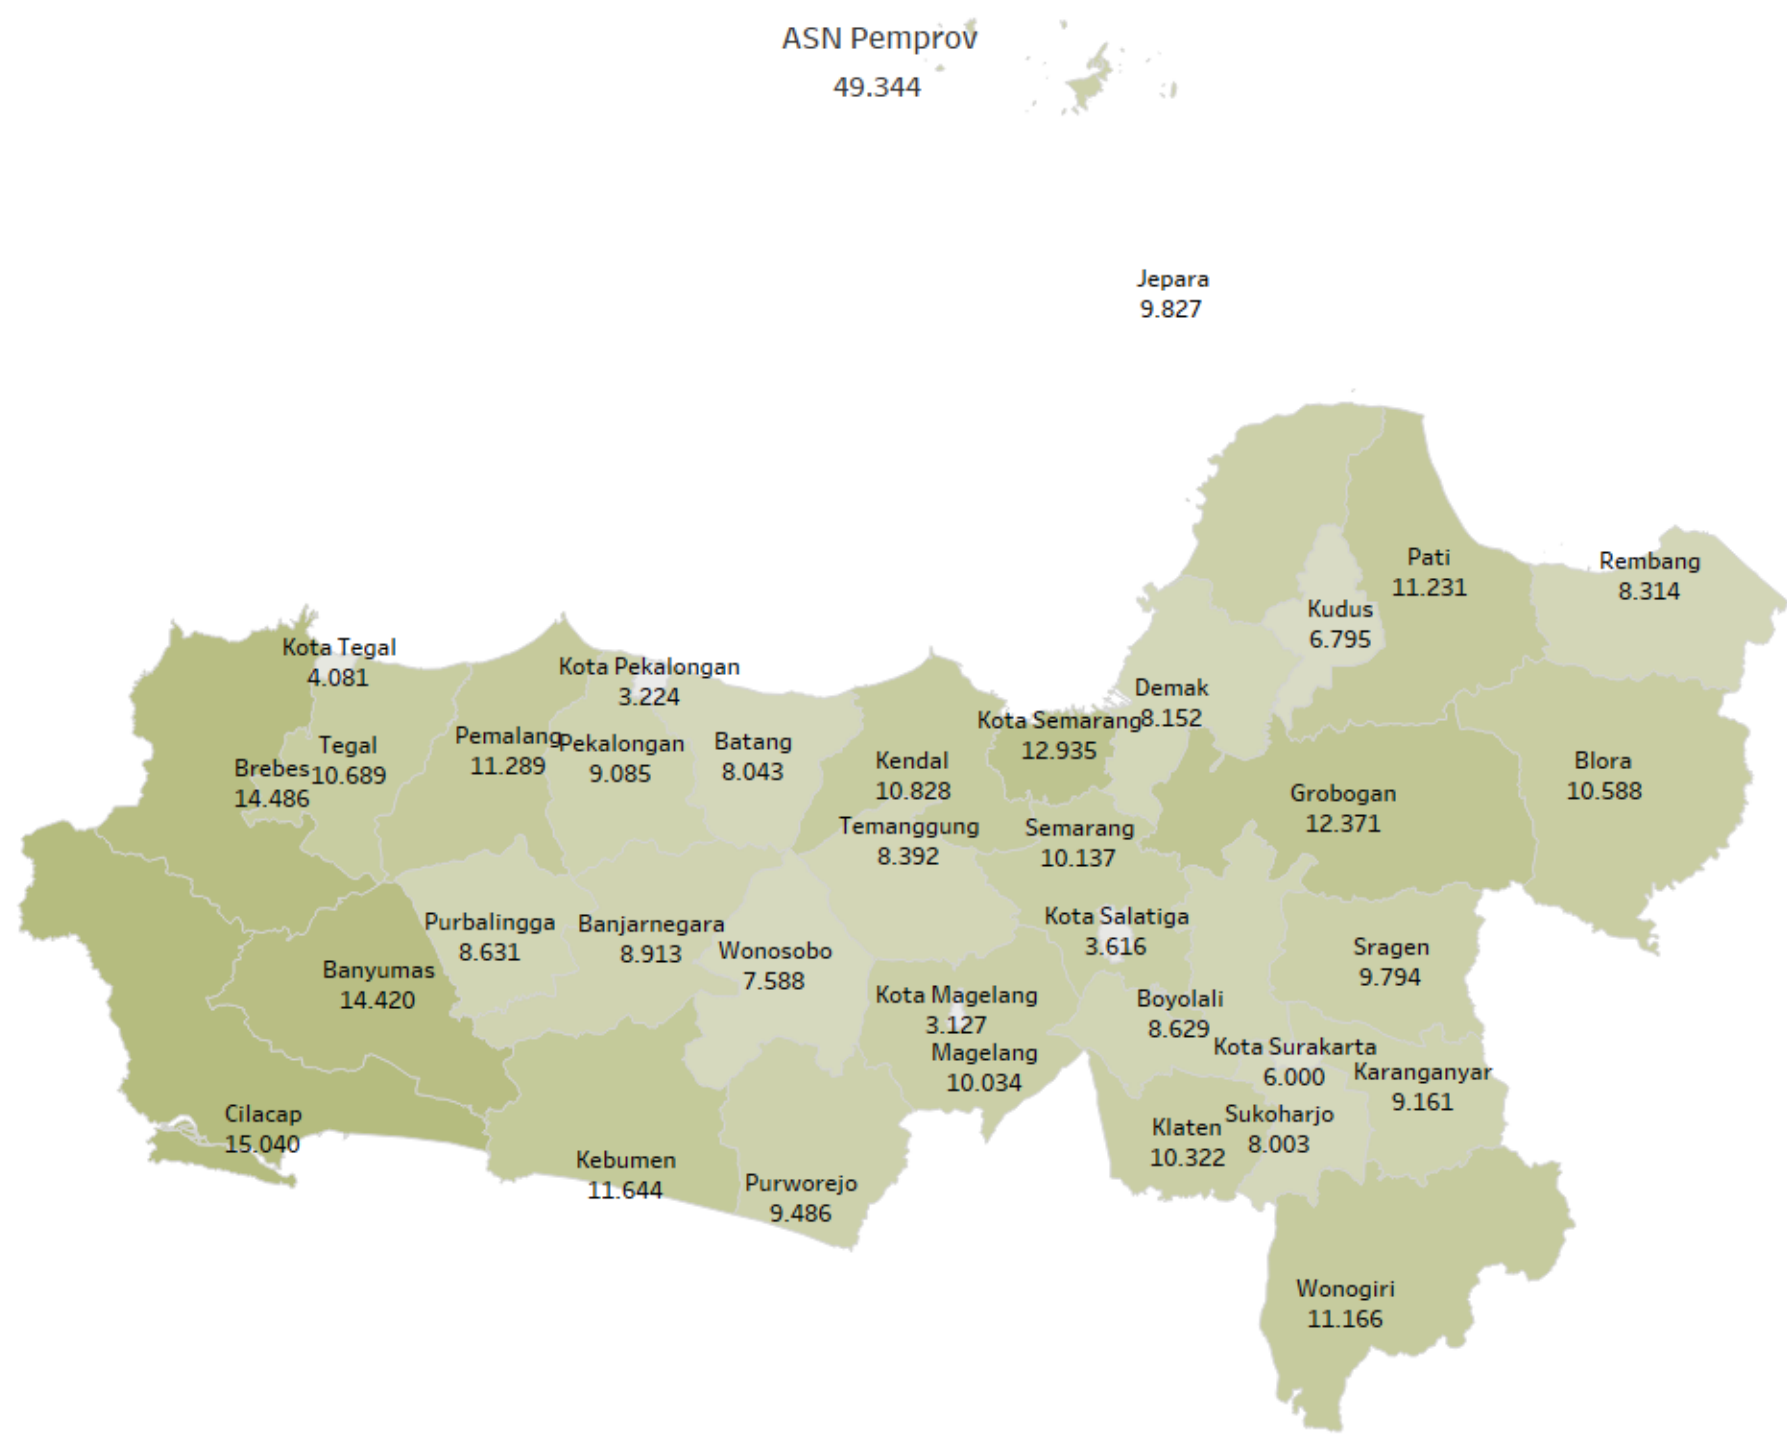 ASN Pemprov
49.344
Jepara
9.827
Pati
11.231
Rembang
8.314
Kudus
6.795
Kota Tegal
4.081
Kota Pekalongan
3.224
Demak
8.152
Kota Semarang
12.935
Tegal
10.689
Pemalang
11.289
Pekalongan
9.085
Batang
8.043
Kendal
10.828
Blora
10.588
Brebes
14.486
Grobogan
12.371
Temanggung
8.392
Semarang
10.137
Purbalingga
8.631
Banjarnegara
8.913
Kota Salatiga
3.616
Wonosobo
7.588
Sragen
9.794
Banyumas
14.420
Kota Magelang
3.127
Boyolali
8.629
Magelang
10.034
Kota Surakarta
6.000
Karanganyar
9.161
Cilacap
15.040
Klaten
10.322
Sukoharjo
8.003
Kebumen
11.644
Purworejo
9.486
Wonogiri
11.166